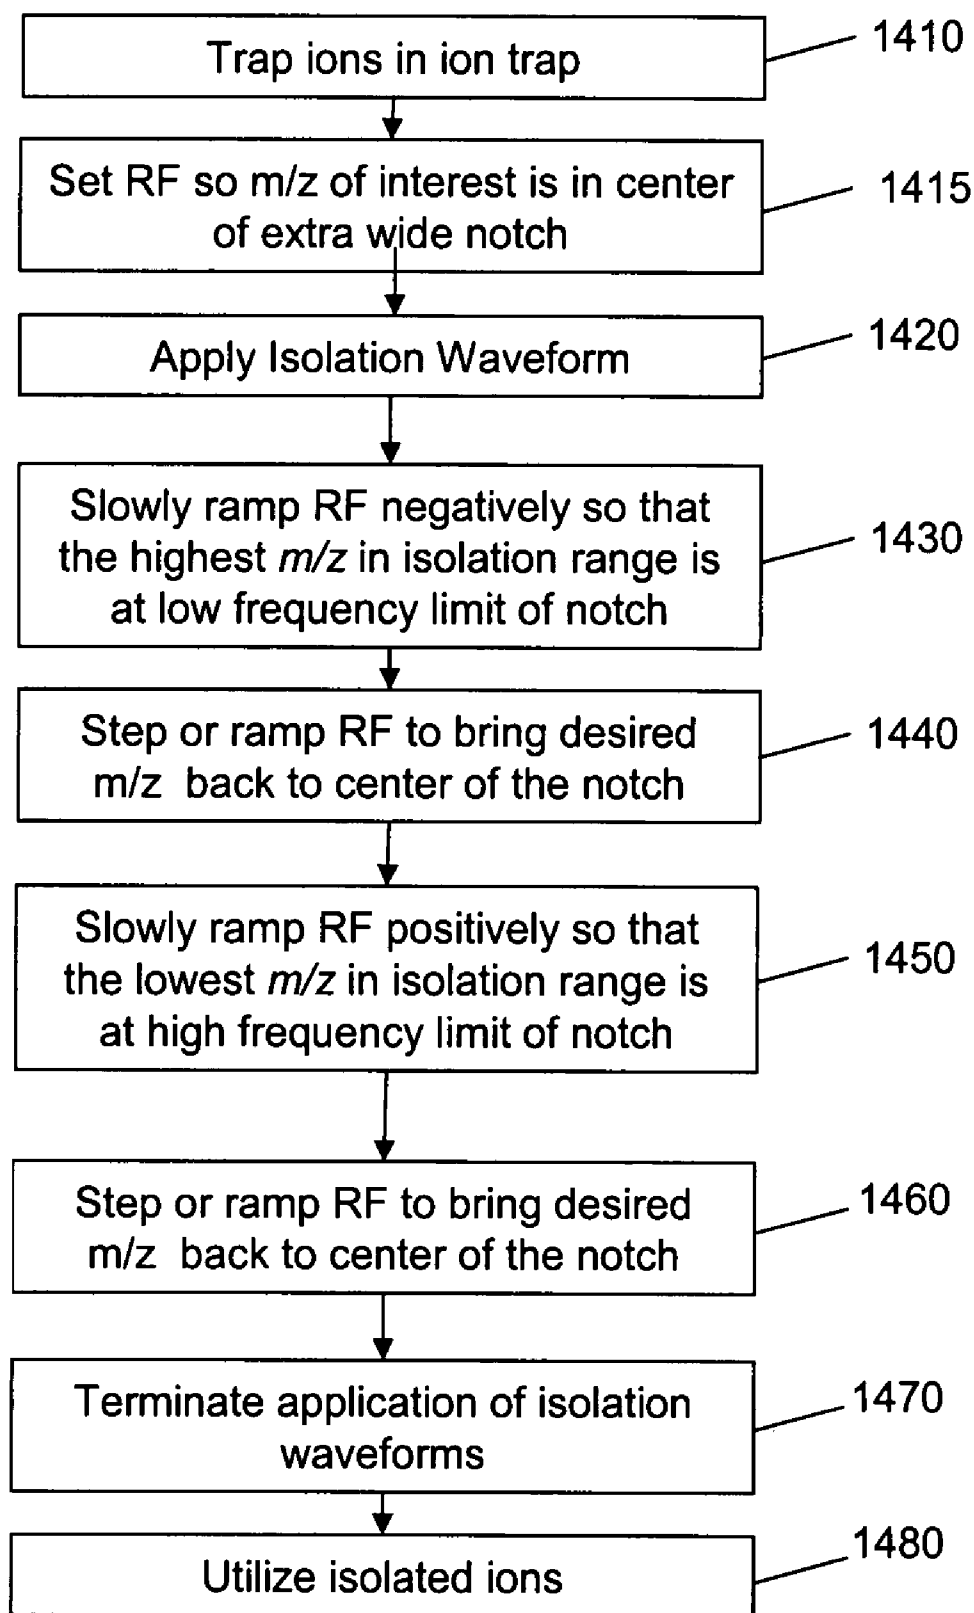 Trap ions in ion trap
1410
Set RF so m/z of interest is in center
of extra wide notch
1415
Apply Isolation Waveform
1420
Slowly ramp RF negatively so that
the highest m/z in isolation range is
at low frequency limit of notch
1430
Step or ramp RF to bring desired
m/z back to center of the notch
1440
Slowly ramp RF positively so that
the lowest m/z in isolation range is
at high frequency limit of notch
1450
Step or ramp RF to bring desired
m/z back to center of the notch
1460
Terminate application of isolation
waveforms
1470
Utilize isolated ions
1480